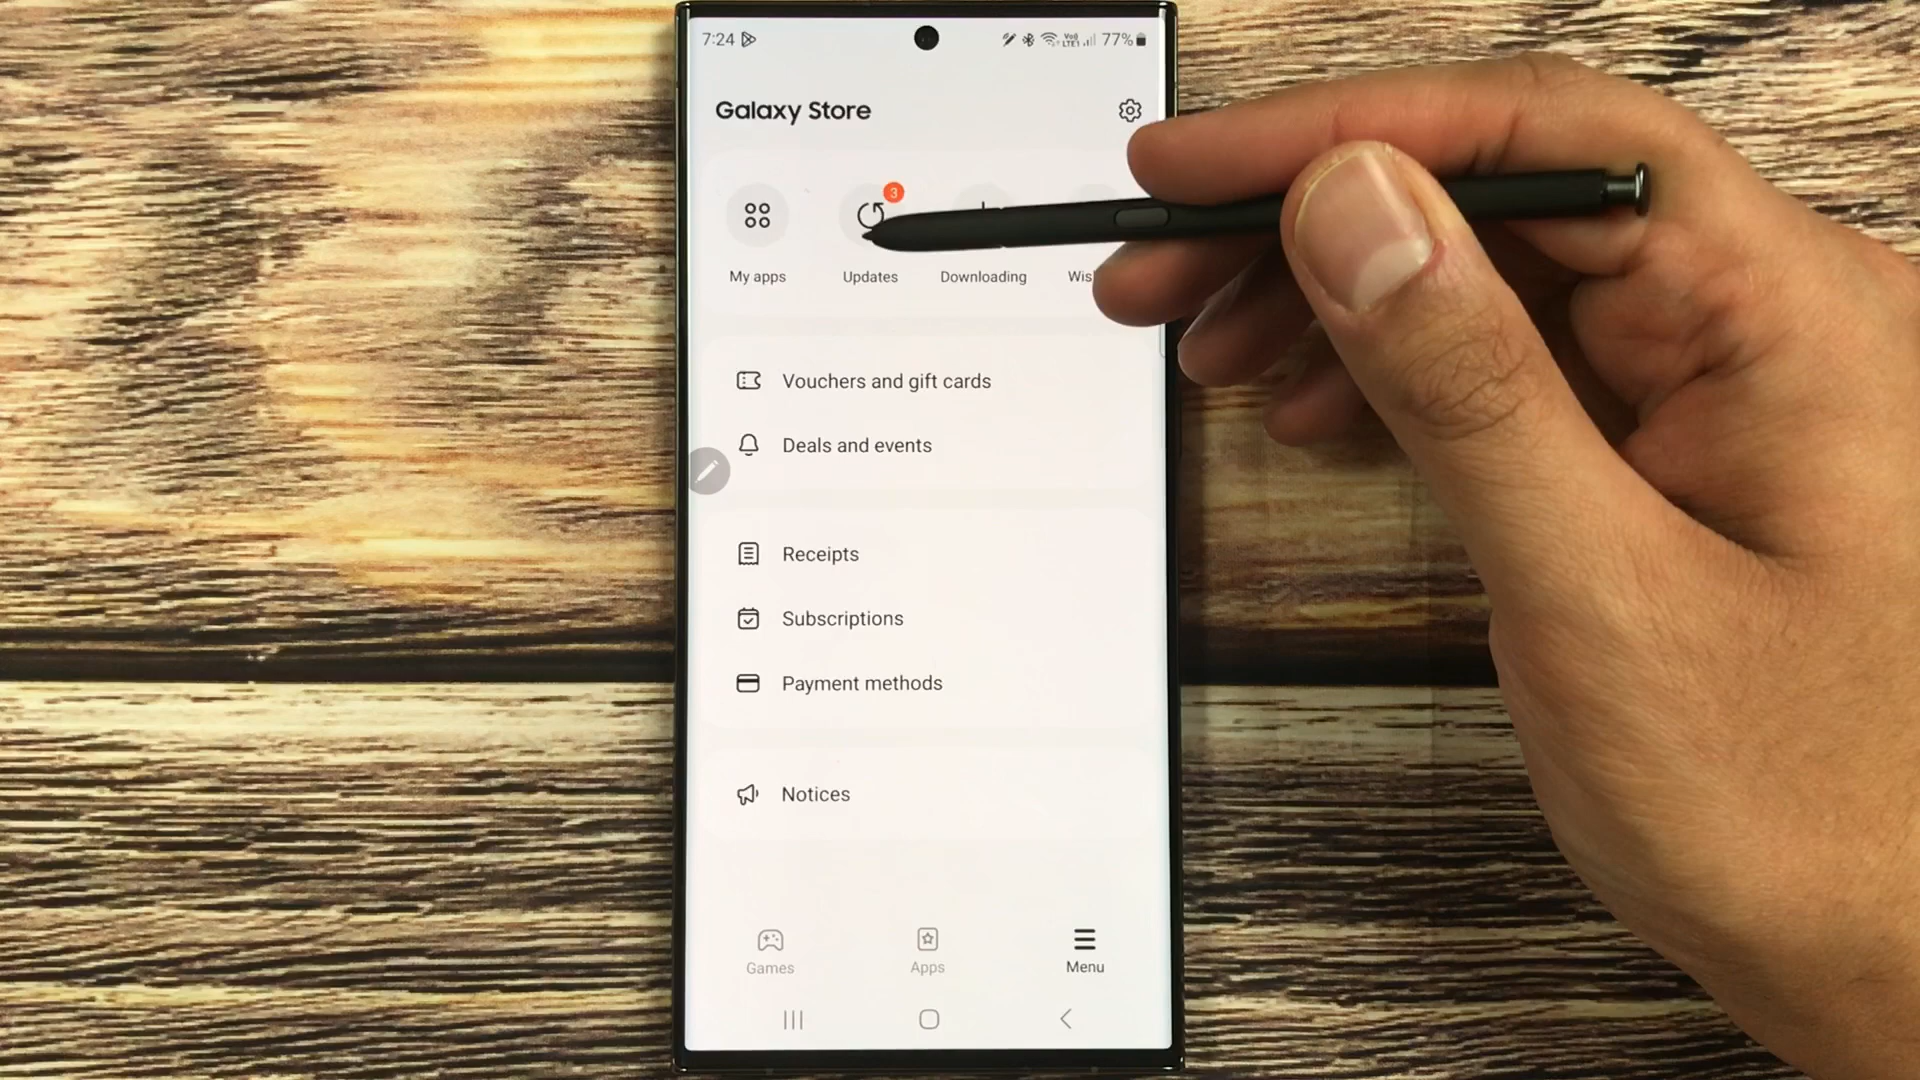 7:24
77%
Galaxy Store
3
My apps
Updates
Downloading
Vouchers and gift cards
Deals and events
Receipts
Subscriptions
Payment methods
Notices
Games
Apps
Menu